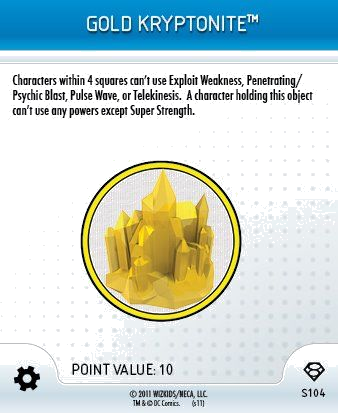 GOLD KRYPTONITE™
Characters within 4 squares can't use Exploit Weakness, Penetrating/
Psychic Blast, Pulse Wave, or Telekinesis. A character holding this object
can't use any powers except Super Strength.
POINT VALUE: 10
S104
© 2011 WIZKIDS/NECA, LLC.
TM & © DC Comics. (s11)